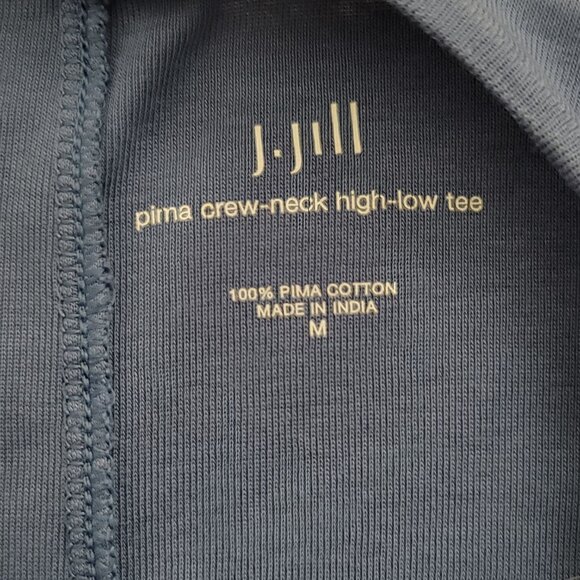 J.Jill
pima crew-neck high-low tee
100% PIMA COTTON
MADE IN INDIA
M